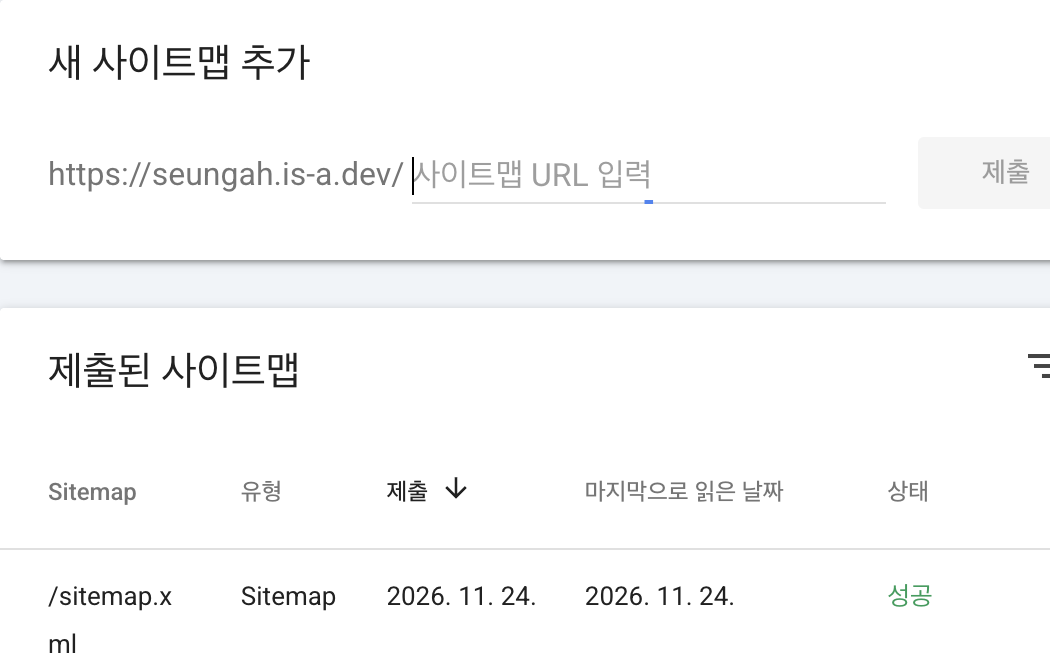 새 사이트맵 추가
https://seungah.is-a.dev/ 사이트맵 URL 입력 제출
제출된 사이트맵
Sitemap 유형 제출 마지막으로 읽은 날짜 상태
/sitemap.x Sitemap 2026. 11. 24. 2026. 11. 24. 성공
ml